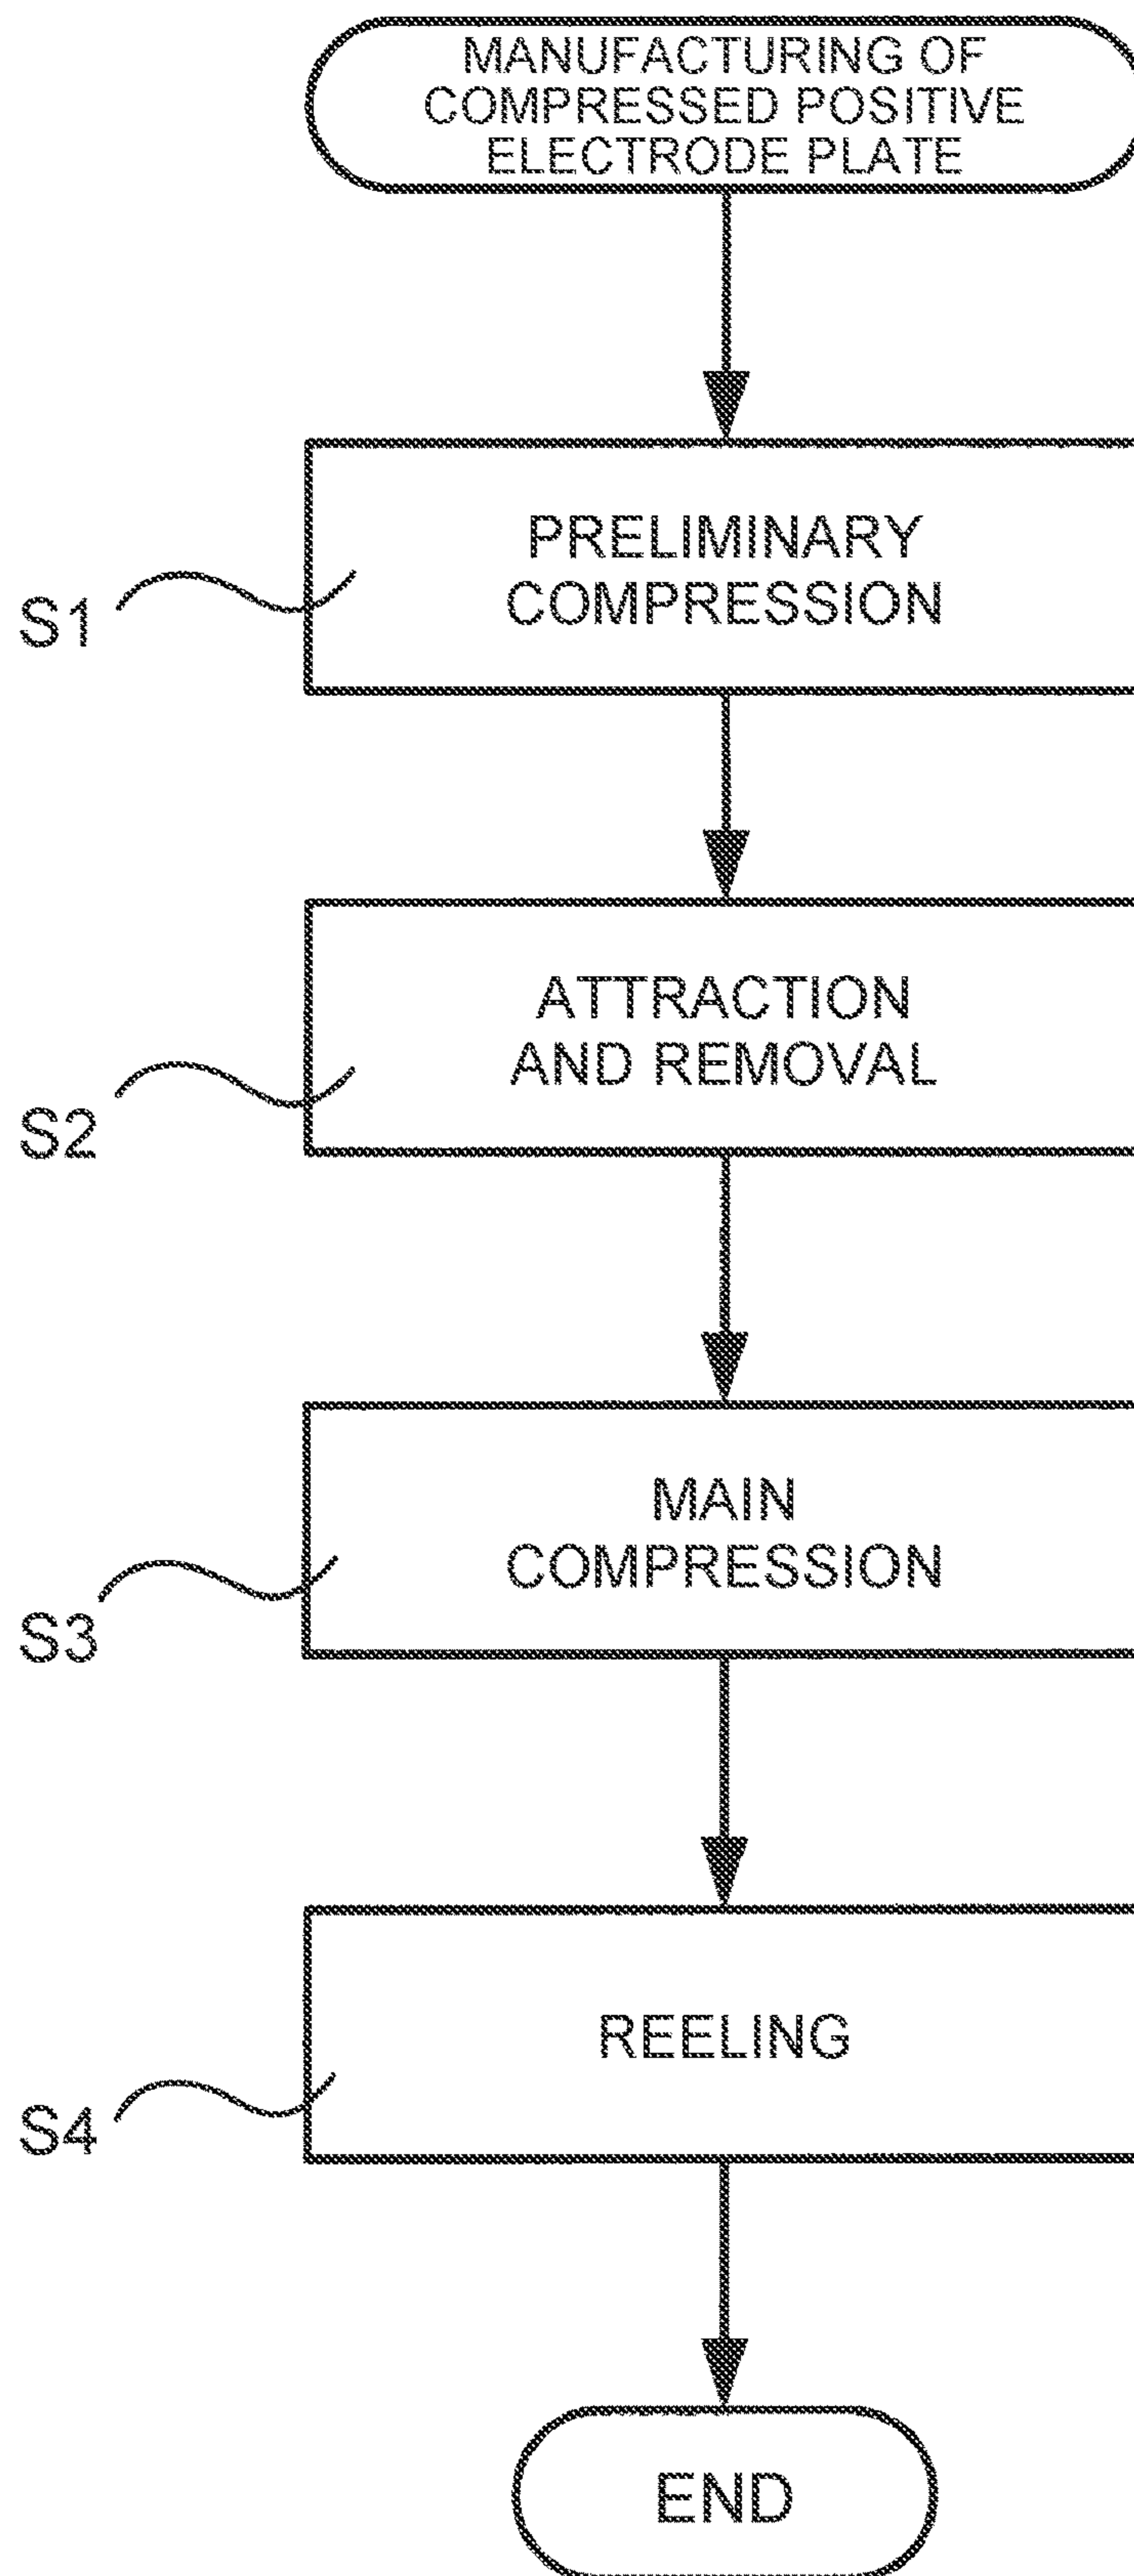 MANUFACTURING OF
COMPRESSED POSITIVE
ELECTRODE PLATE
PRELIMINARY
COMPRESSION
S1
ATTRACTION
AND REMOVAL
S2
MAIN
COMPRESSION
S3
REELING
S4
END